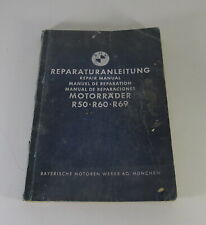 REPARATURANLEITUNG
REPAIR MANUAL
MANUEL DE REPARATION
MANUAL DE REPARACIONES
MOTORRÄDER
R50·R60·R69
BAYERISCHE MOTOREN WERKE AG. MÜNCHEN